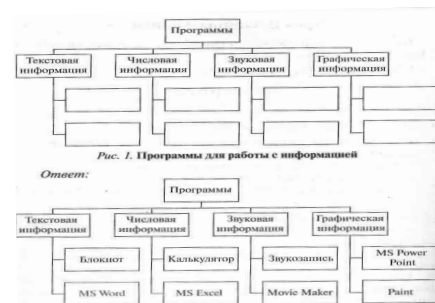 Программы
Текстовая информация
Числовая информация
Звуковая информация
Графическая информация
Рис. 1. Программы для работы с информацией
Ответ:
Программы
Текстовая информация
Числовая информация
Звуковая информация
Графическая информация
Блокнот
Калькулятор
Звукозапись
MS Power Point
MS Word
MS Excel
Movie Maker
Paint